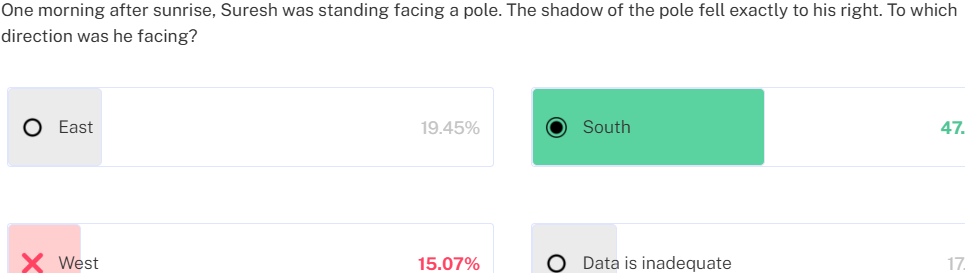 One morning after sunrise, Suresh was standing facing a pole. The shadow of the pole fell exactly to his right. To which
direction was he facing?
East 19.45%
South 47.
West 15.07%
Data is inadequate 17.